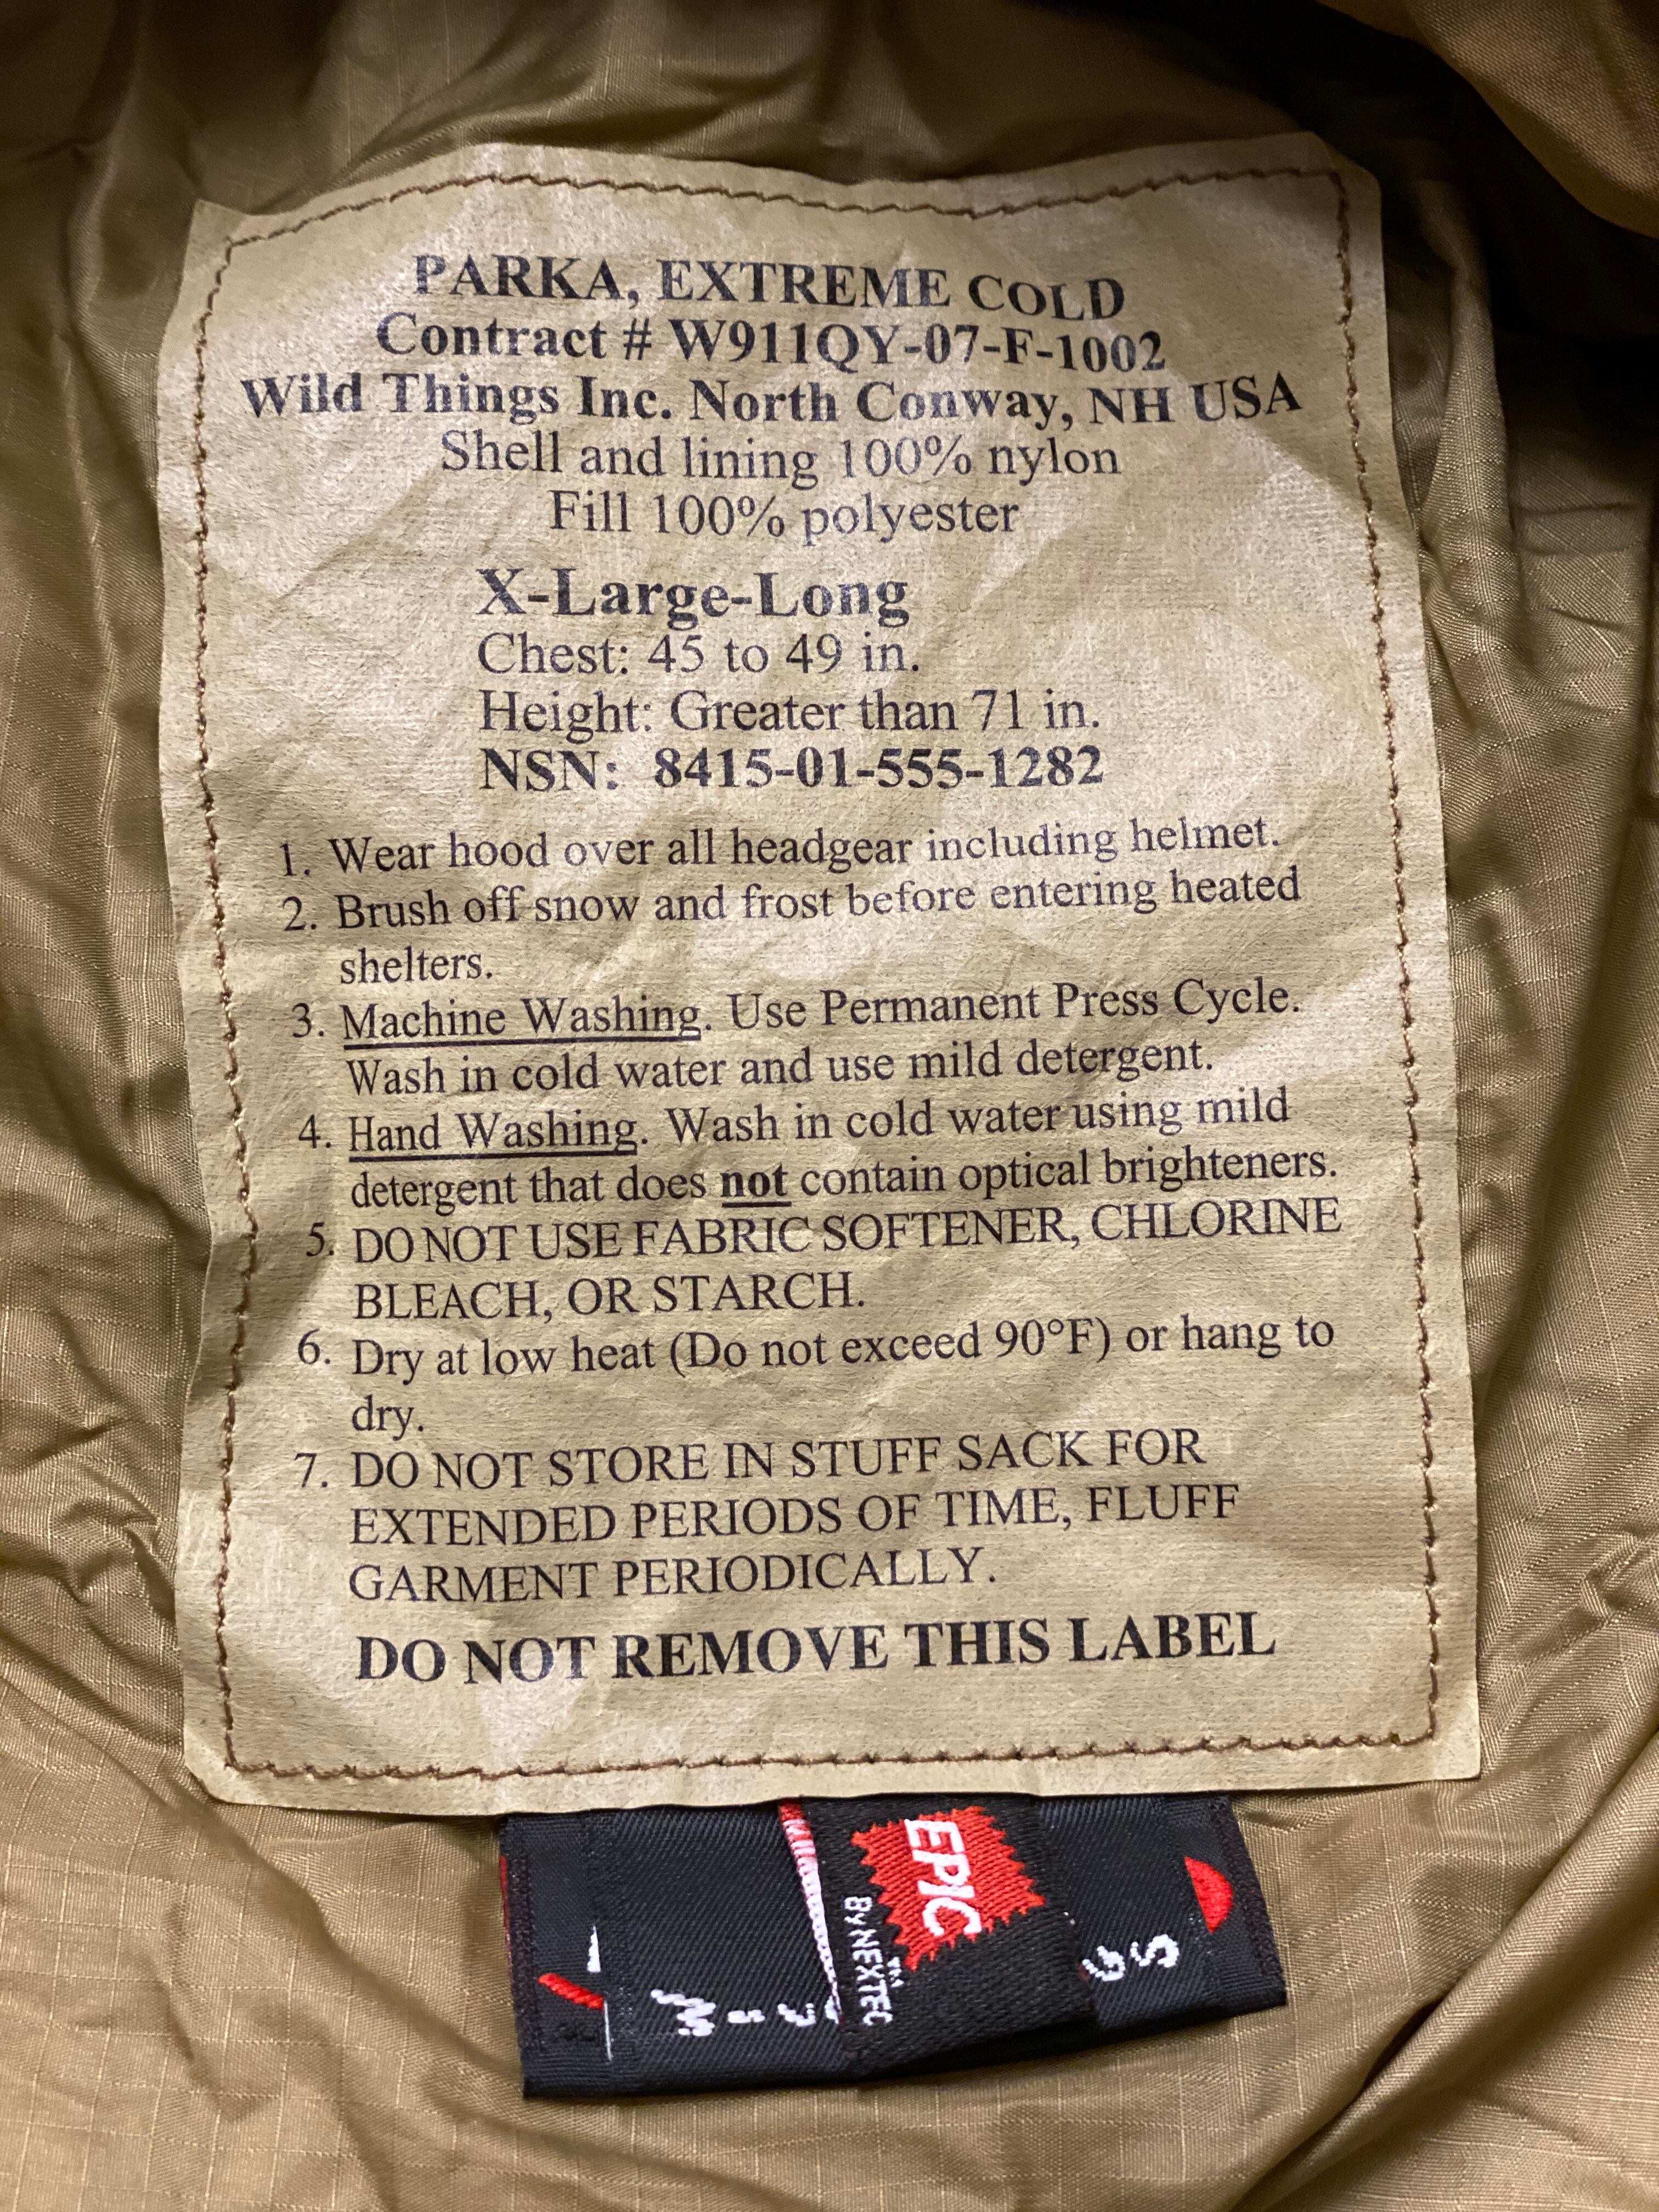 PARKA, EXTREME COLD
Contract # W911QY-07-F-1002
Wild Things Inc. North Conway, NH USA
Shell and lining 100% nylon
Fill 100% polyester
X-Large-Long
Chest: 45 to 49 in.
Height: Greater than 71 in.
NSN: 8415-01-555-1282
1. Wear hood over all headgear including helmet.
2. Brush off snow and frost before entering heated
shelters.
3. Machine Washing. Use Permanent Press Cycle.
Wash in cold water and use mild detergent.
4. Hand Washing. Wash in cold water using mild
detergent that does not contain optical brighteners.
5. DO NOT USE FABRIC SOFTENER, CHLORINE
BLEACH, OR STARCH.
6. Dry at low heat (Do not exceed 90°F) or hang to
dry.
7. DO NOT STORE IN STUFF SACK FOR
EXTENDED PERIODS OF TIME, FLUFF
GARMENT PERIODICALLY.
DO NOT REMOVE THIS LABEL
EPIC
By NEXTEC™